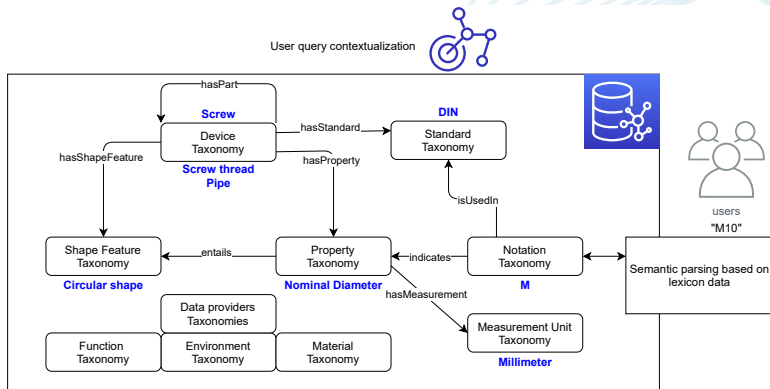 User query contextualization
hasPart
Screw
DIN
Device
Taxonomy
hasStandard
Standard
Taxonomy
hasShapeFeature
Screw thread
Pipe
hasProperty
isUsedIn
users
"M10"
Shape Feature
Taxonomy
entails
Property
Taxonomy
indicates
Notation
Taxonomy
Semantic parsing based on
lexicon data
Circular shape
Nominal Diameter
M
hasMeasurement
Data providers
Taxonomies
Function
Taxonomy
Environment
Taxonomy
Material
Taxonomy
Measurement Unit
Taxonomy
Millimeter